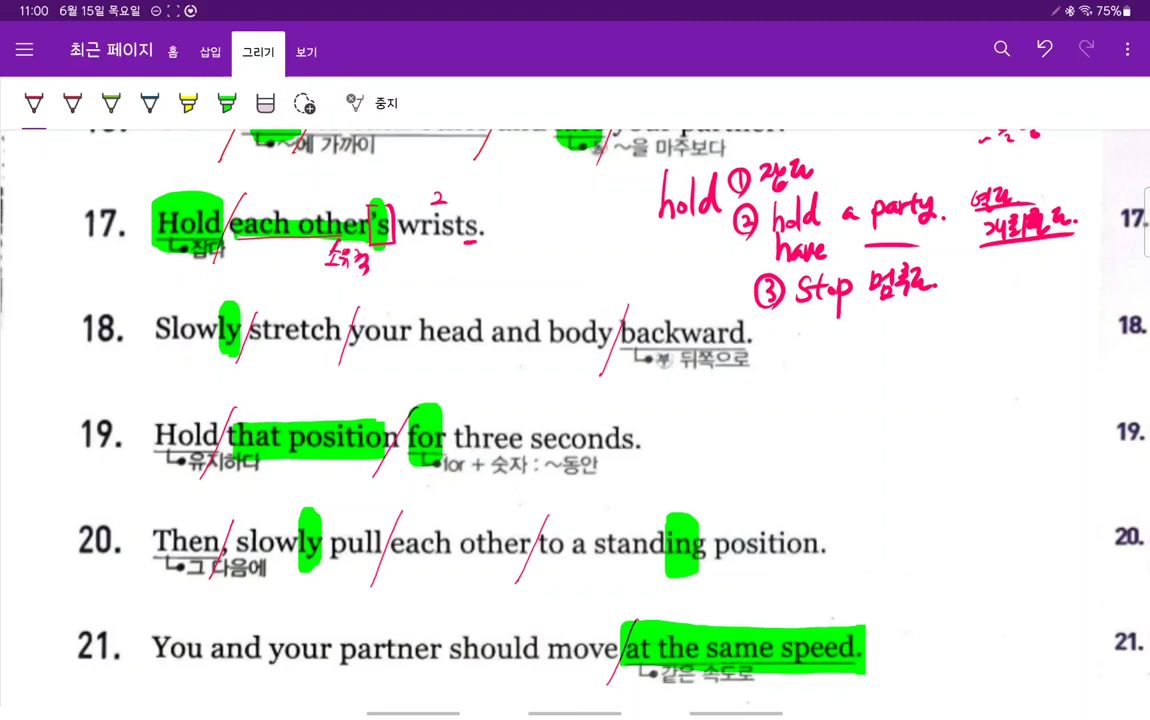 11:00 6월 15일 목요일 75%
최근 페이지 홈 삽입 그리기 보기
중지
your partner.
~에 가까이 ~을 마주보다
hold ① 잡다
17. Hold each other's wrists. 2
잡다 소유격
② hold a party. 열다 개최하다.
have
③ Stop 멈추다.
17.
18. Slowly stretch your head and body backward.
부 뒤쪽으로
18.
19. Hold that position for three seconds.
유지하다 for + 숫자 : ~동안
19.
20. Then, slowly pull each other to a standing position.
그 다음에
20.
21. You and your partner should move at the same speed.
같은 속도로
21.